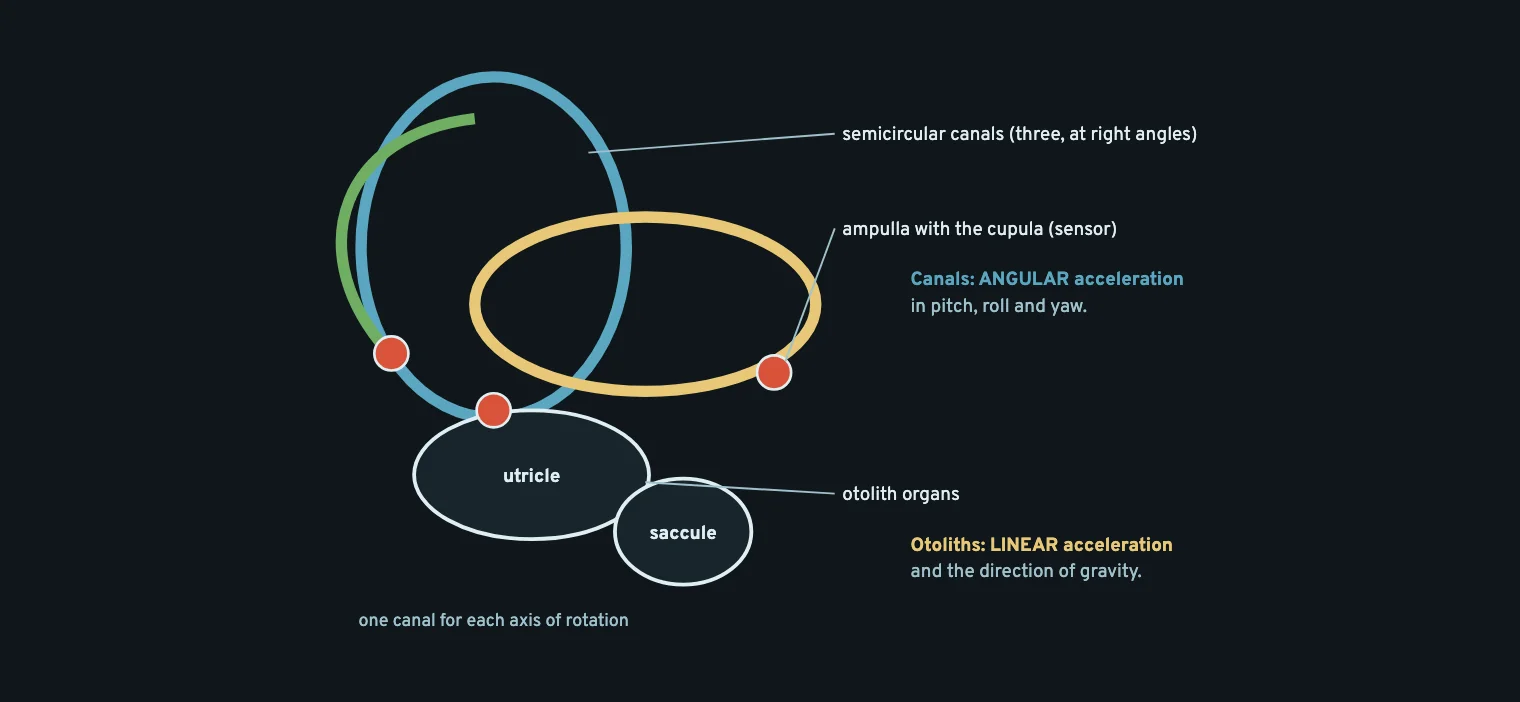 semicircular canals (three, at right angles)
ampulla with the cupula (sensor)
Canals: ANGULAR acceleration
in pitch, roll and yaw.
utricle
otolith organs
saccule
Otoliths: LINEAR acceleration
and the direction of gravity.
one canal for each axis of rotation